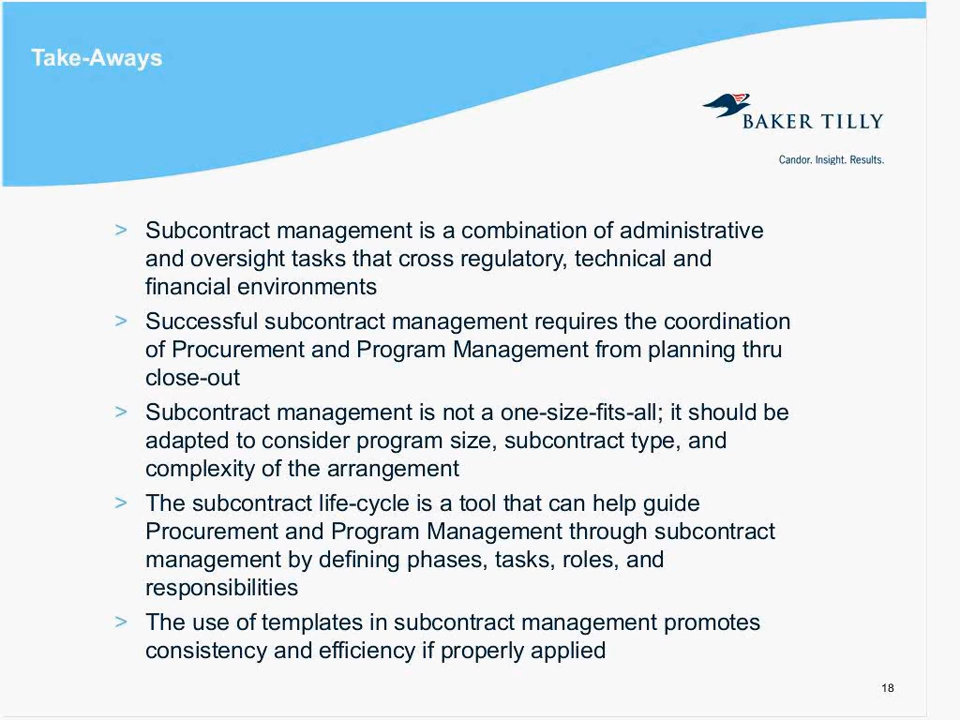 Take-Aways
BAKER TILLY
Candor. Insight. Results.
> Subcontract management is a combination of administrative
and oversight tasks that cross regulatory, technical and
financial environments
> Successful subcontract management requires the coordination
of Procurement and Program Management from planning thru
close-out
> Subcontract management is not a one-size-fits-all; it should be
adapted to consider program size, subcontract type, and
complexity of the arrangement
> The subcontract life-cycle is a tool that can help guide
Procurement and Program Management through subcontract
management by defining phases, tasks, roles, and
responsibilities
> The use of templates in subcontract management promotes
consistency and efficiency if properly applied
18